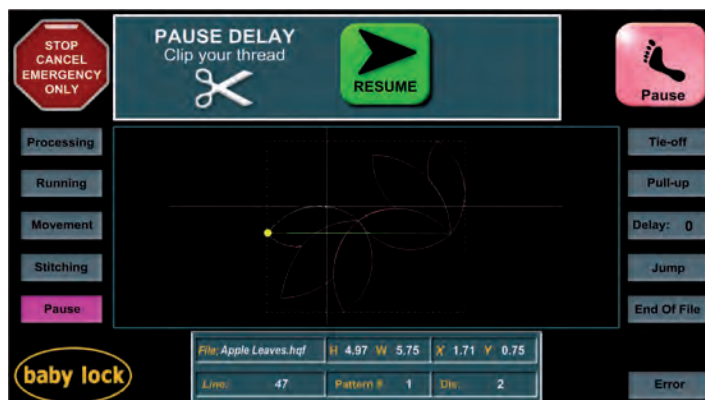 STOP
CANCEL
EMERGENCY
ONLY
PAUSE DELAY
Clip your thread
RESUME
Pause
Processing
Running
Movement
Stitching
Pause
Tie-off
Pull-up
Delay: 0
Jump
End Of File
File: Apple Leaves.hqf H 4.97 W 5.75 X 1.71 Y 0.75
Line: 47 Pattern # 1 Dis: 2
baby lock
Error